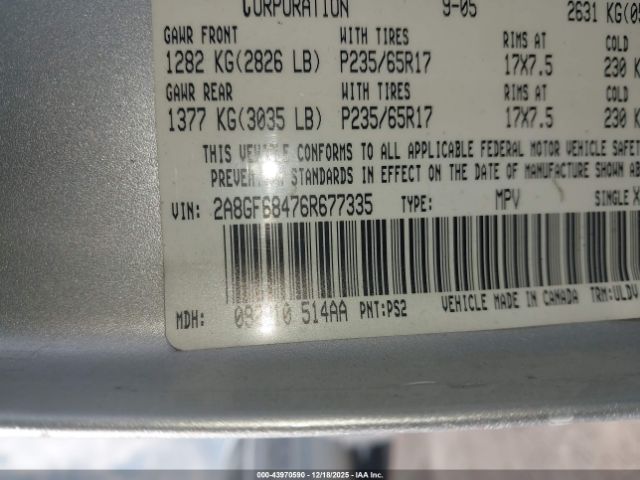 CORPORATION 9-05 2631 KG(05
GAWR FRONT WITH TIRES RIMS AT COLD
1282 KG(2826 LB) P235/65R17 17X7.5 230 K
GAWR REAR WITH TIRES RIMS AT COLD
1377 KG(3035 LB) P235/65R17 17X7.5 230 K
THIS VEHICLE CONFORMS TO ALL APPLICABLE FEDERAL MOTOR VEHICLE SAFET
PREVENTION STANDARDS IN EFFECT ON THE DATE OF MANUFACTURE SHOWN AB
VIN: 2A8GF68476R677335 TYPE: MPV SINGLE X
MDH: 514AA PNT:PS2 VEHICLE MADE IN CANADA TRM:ULDV
000-43970590 | 12/18/2025 | IAA Inc.